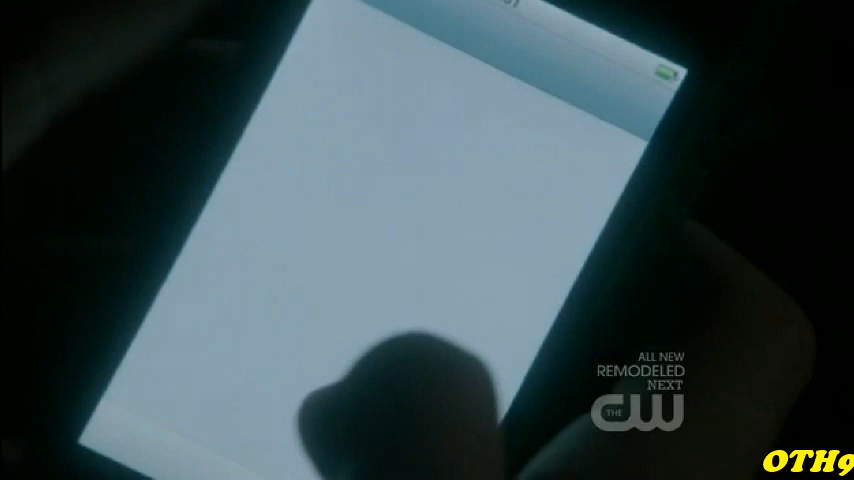 ALL NEW
REMODELED
NEXT
THE CW
OTH9